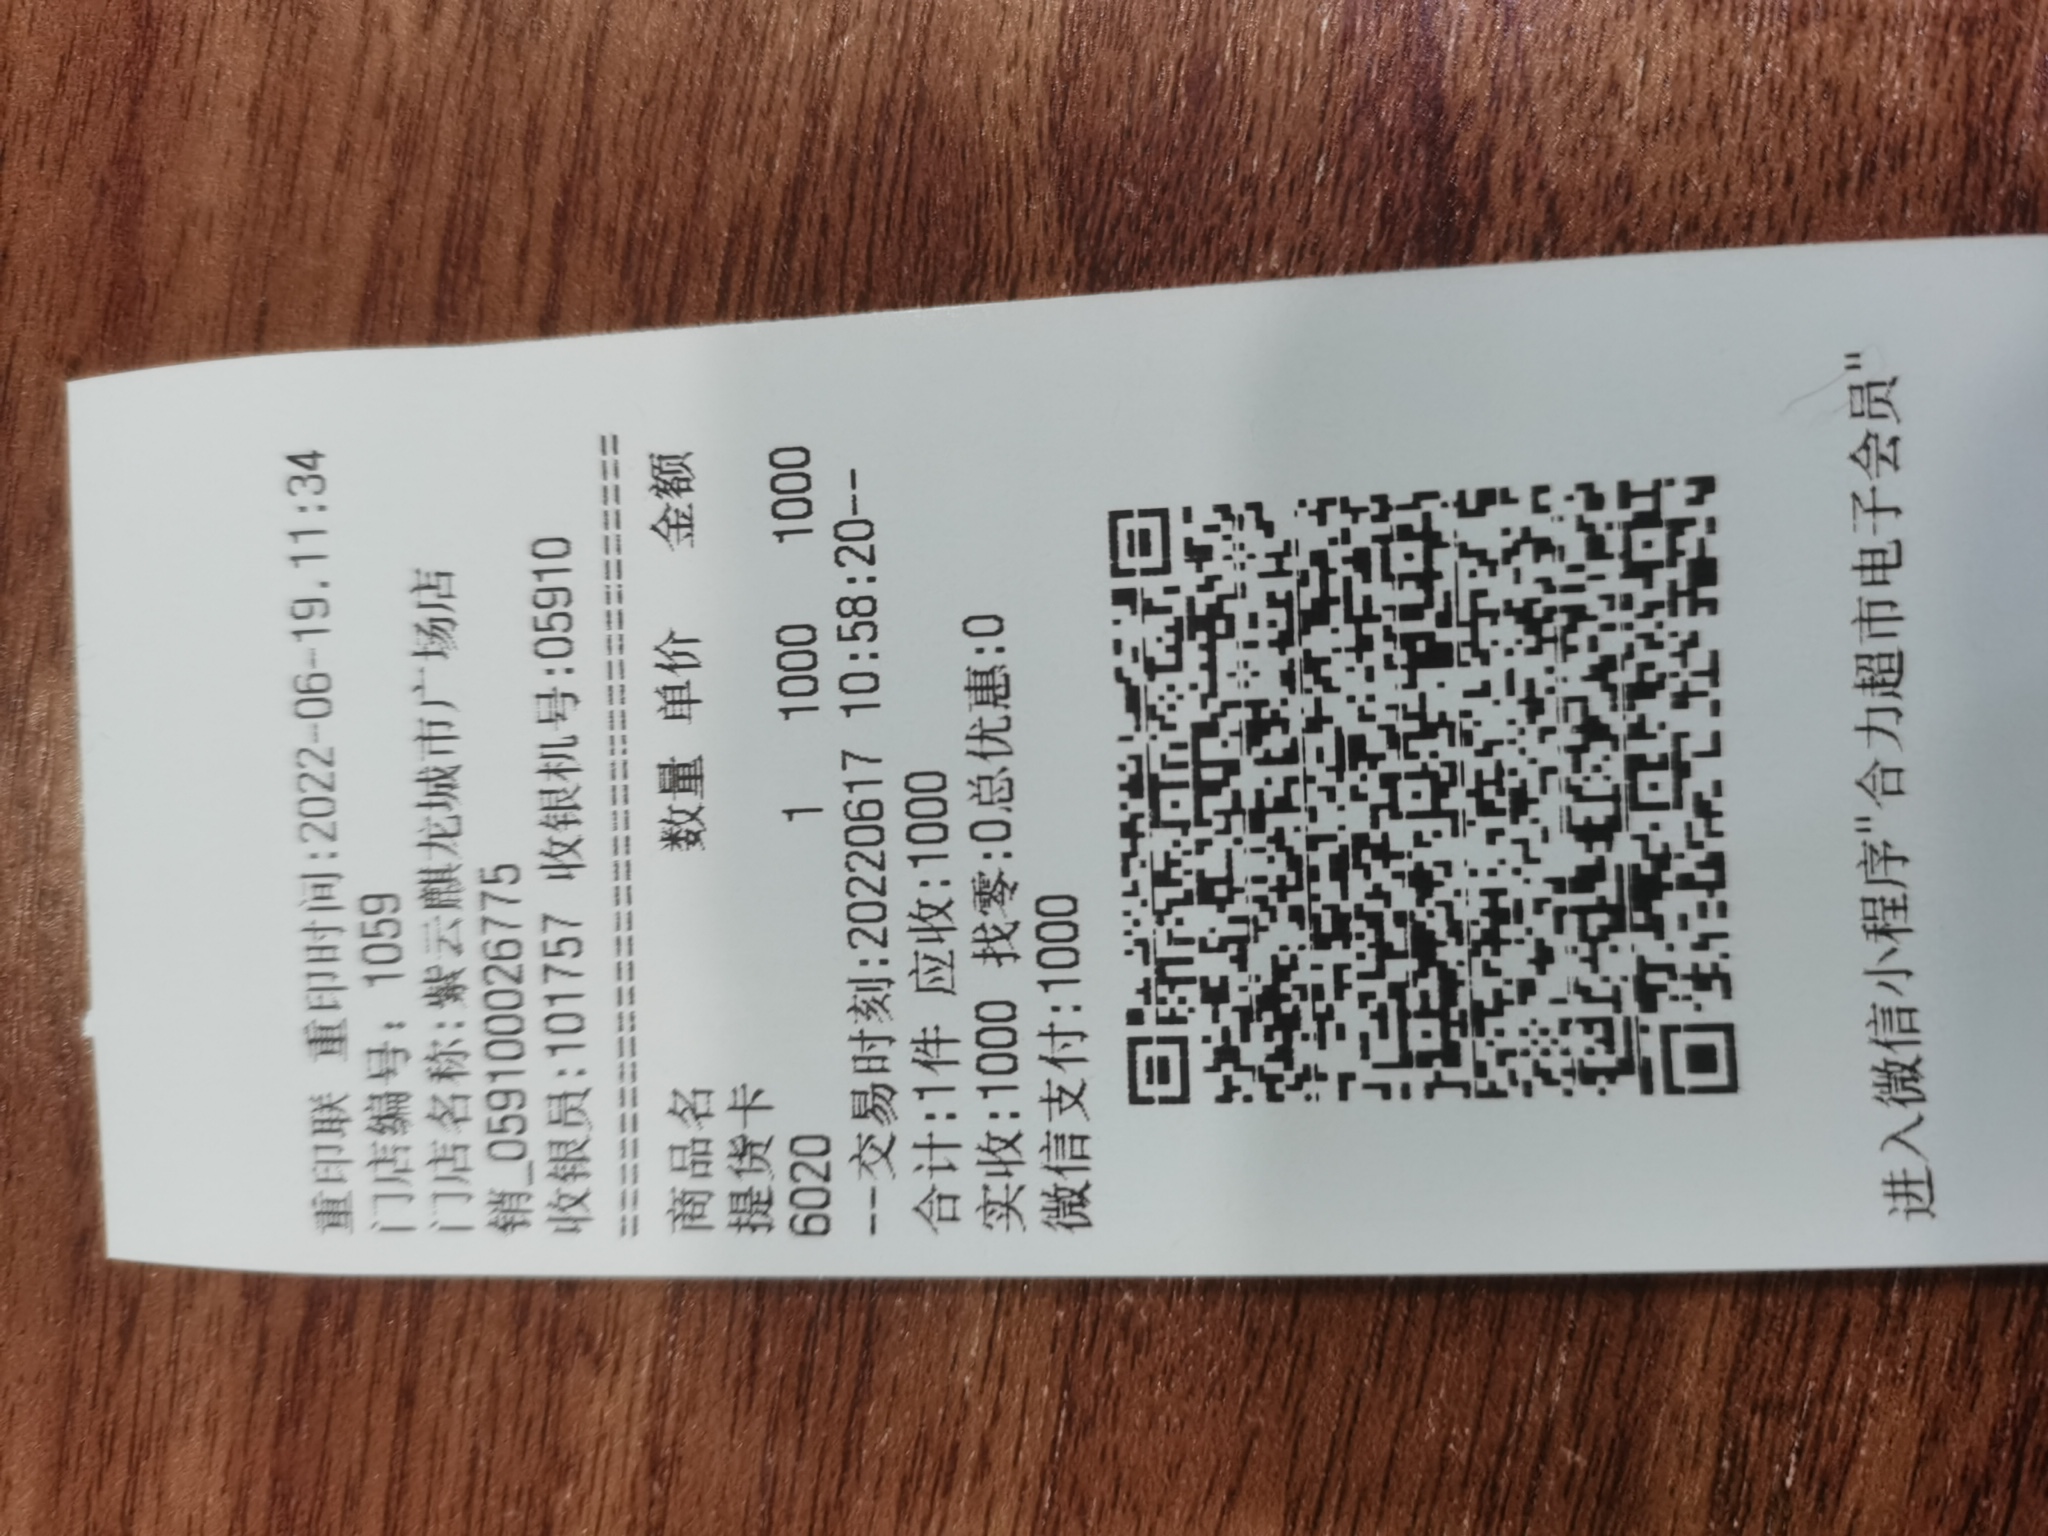 重印联 重印时间:2022-06-19.11:34
门店编号: 1059
门店名称:紫云麒龙城市广场店
销_0591000026775
收银员:101757 收银机号:05910
========================================
商品名 数量 单价 金额
提货卡
6020 1 1000 1000
--交易时刻:20220617 10:58:20--
合计:1件 应收:1000
实收:1000 找零:0总优惠:0
微信支付:1000
进入微信小程序"合力超市电子会员"